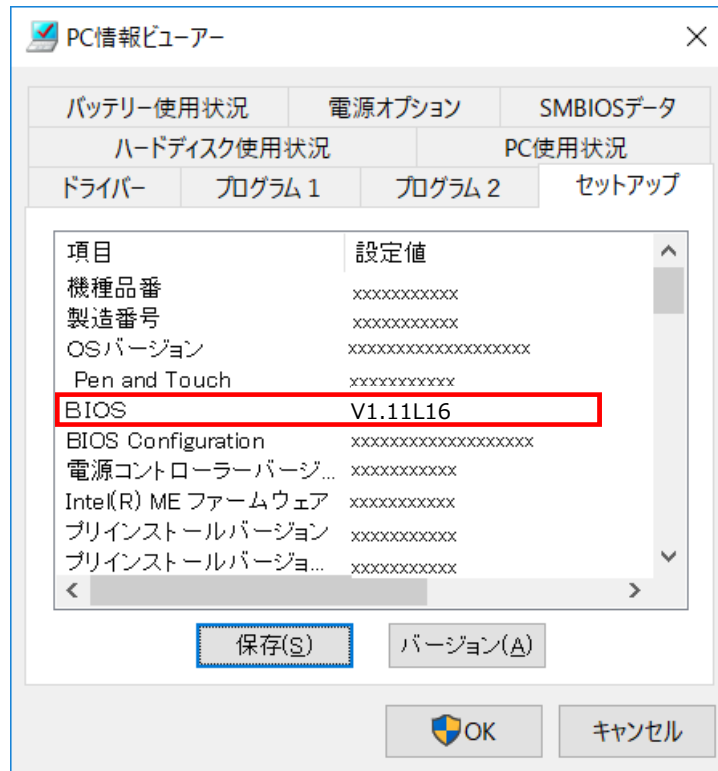 PC情報ビューアー
バッテリー使用状況 電源オプション SMBIOSデータ
ハードディスク使用状況 PC使用状況
ドライバー プログラム 1 プログラム 2 セットアップ
項目 設定値
機種品番 xxxxxxxxxxx
製造番号 xxxxxxxxxxx
OSバージョン xxxxxxxxxxxxxxxxxxx
Pen and Touch xxxxxxxxxxx
BIOS V1.11L16
BIOS Configuration xxxxxxxxxxxxxxxxxxx
電源コントローラーバージ... xxxxxxxxxxx
Intel(R) ME ファームウェア xxxxxxxxxxx
プリインストールバージョン xxxxxxxxxxx
プリインストールバージョ... xxxxxxxxxxx
保存(S) バージョン(A)
OK キャンセル